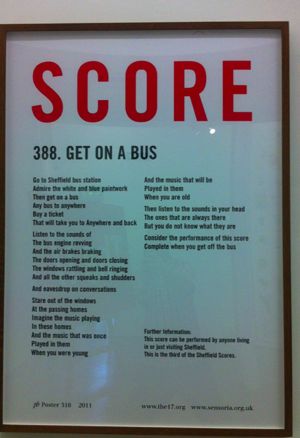 SCORE
388. GET ON A BUS
Go to Sheffield bus station
Admire the white and blue paintwork
Then get on a bus
Any bus to anywhere
Buy a ticket
That will take you to Anywhere and back
Listen to the sounds of
The bus engine revving
And the air brakes braking
The doors opening and doors closing
The windows rattling and bell ringing
And all the other squeaks and shudders
And eavesdrop on conversations
Stare out of the windows
At the passing homes
Imagine the music playing
In these homes
And the music that was once
Played in them
When you were young
And the music that will be
Played in them
When you are old
Then listen to the sounds in your head
The ones that are always there
But you do not know what they are
Consider the performance of this score
Complete when you get off the bus
Further Information:
This score can be performed by anyone living
in or just visiting Sheffield.
This is the third of the Sheffield Scores.
Poster 318 2011
www.the17.org www.sensoria.org.uk